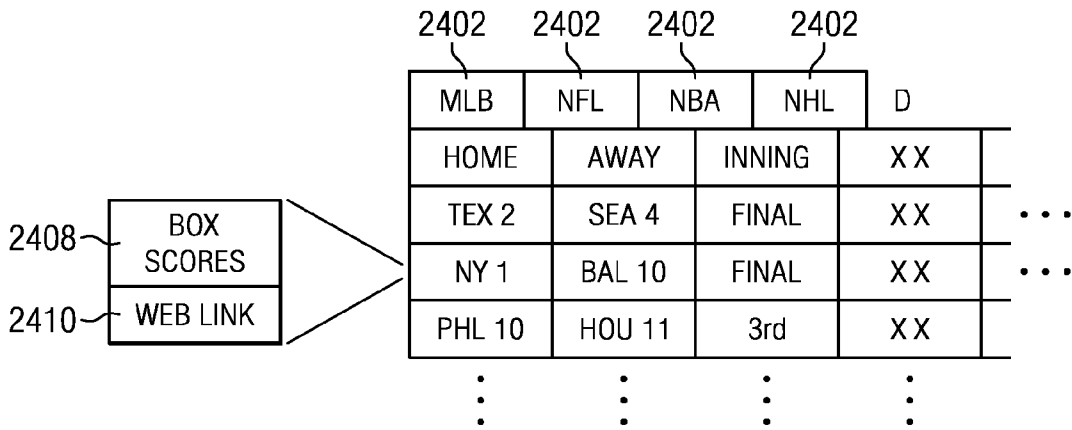 2402 2402 2402 2402
MLB NFL NBA NHL D
HOME AWAY INNING XX
TEX 2 SEA 4 FINAL XX
NY 1 BAL 10 FINAL XX
PHL 10 HOU 11 3rd XX
2408 BOX
SCORES
2410 WEB LINK